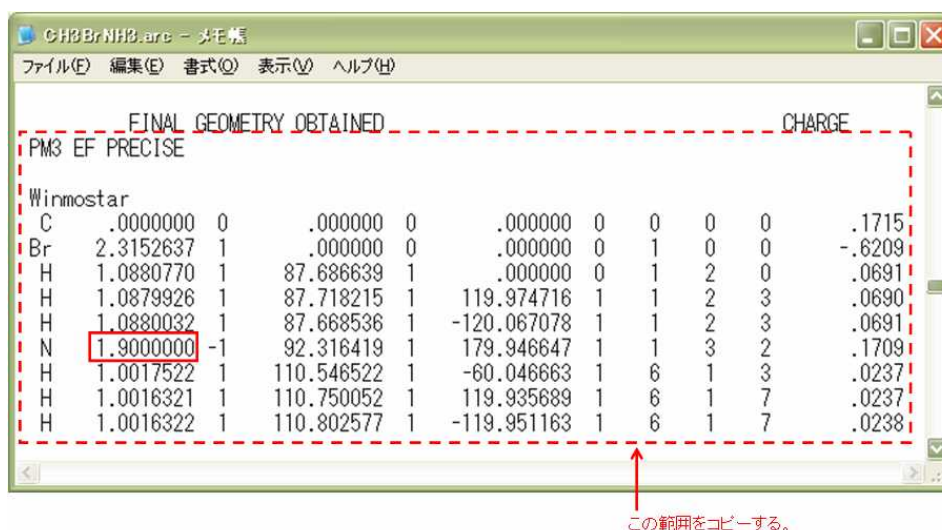 CH3BrNH3.arc - メモ帳
ファイル(F) 編集(E) 書式(O) 表示(V) ヘルプ(H)
FINAL GEOMETRY OBTAINED CHARGE
PM3 EF PRECISE
Winmostar
C .0000000 0 .000000 0 .000000 0 0 0 0 .1715
Br 2.3152637 1 .000000 0 .000000 0 1 0 0 -.6209
H 1.0880770 1 87.686639 1 .000000 0 1 2 0 .0691
H 1.0879926 1 87.718215 1 119.974716 1 1 2 3 .0690
H 1.0880032 1 87.668536 1 -120.067078 1 1 2 3 .0691
N 1.9000000 -1 92.316419 1 179.946647 1 1 3 2 .1709
H 1.0017522 1 110.546522 1 -60.046663 1 6 1 3 .0237
H 1.0016321 1 110.750052 1 119.935689 1 6 1 7 .0237
H 1.0016322 1 110.802577 1 -119.951163 1 6 1 7 .0238
この範囲をコピーする。